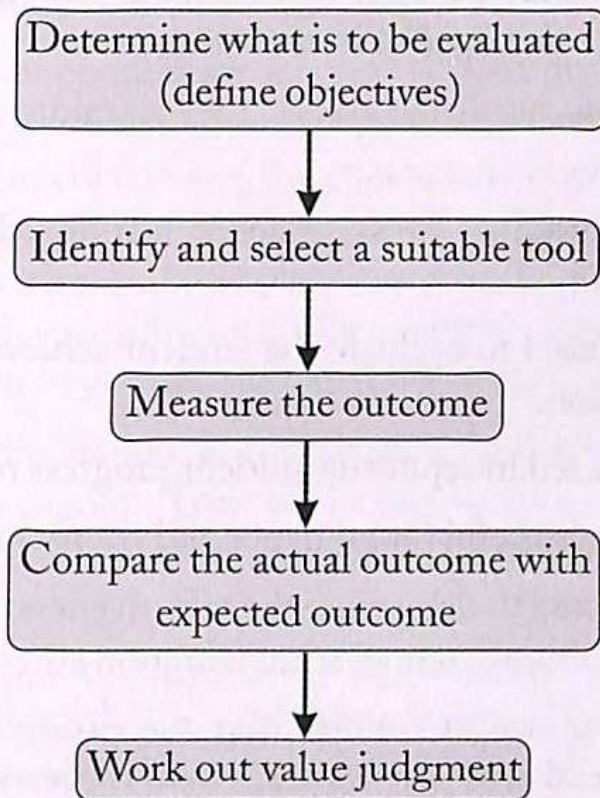 Determine what is to be evaluated
(define objectives)
Identify and select a suitable tool
Measure the outcome
Compare the actual outcome with
expected outcome
Work out value judgment